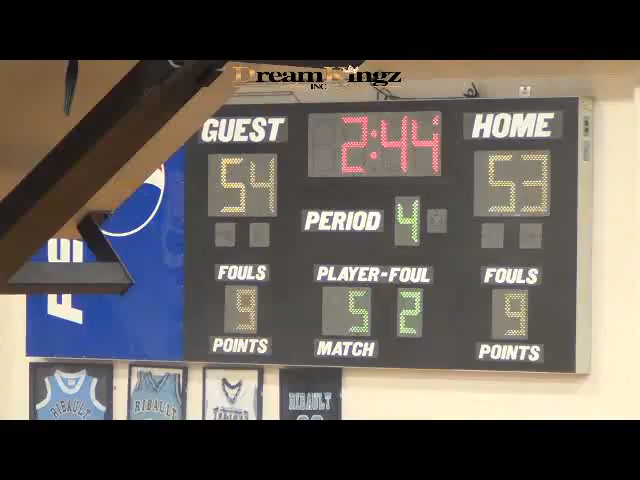 DreamKingz
INC
GUEST 2:44 HOME
54 53
PERIOD 4
FOULS PLAYER-FOUL FOULS
9 5 2 9
POINTS MATCH POINTS
RIBAULT RIBAULT RIBAULT